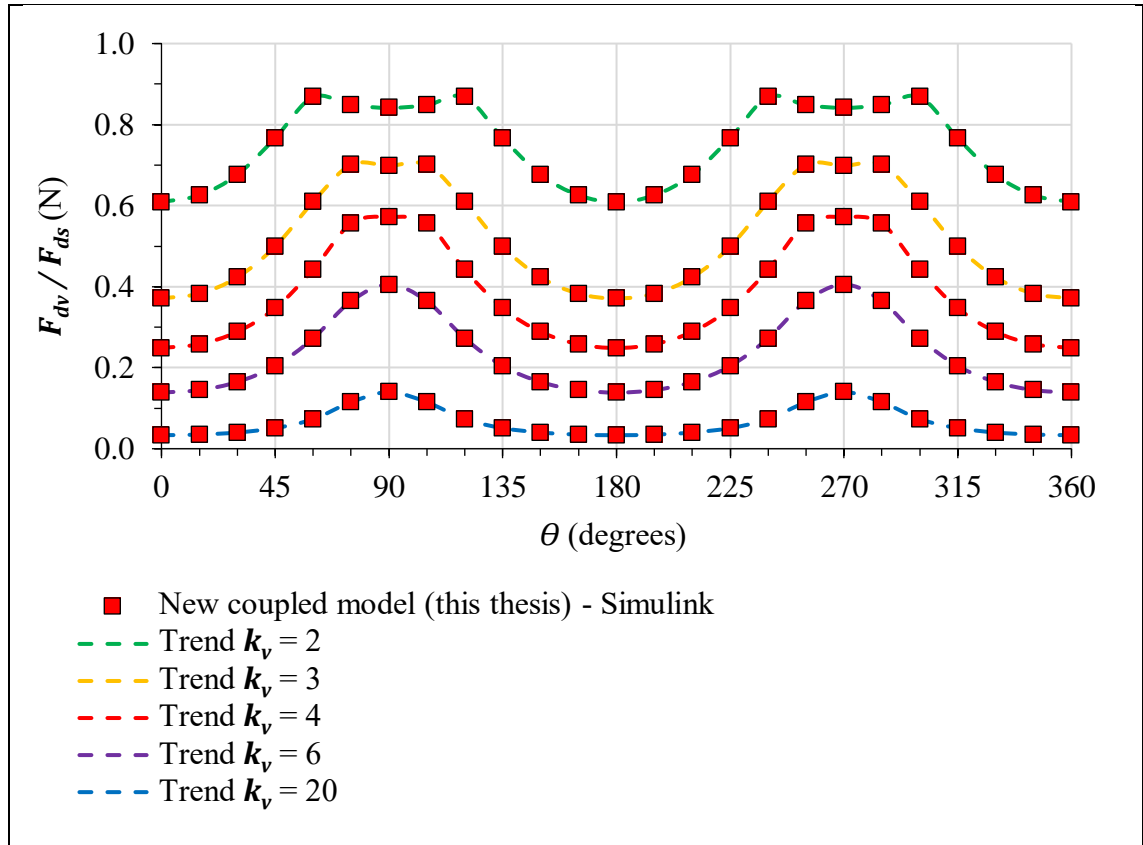 1.0
0.8
0.6
0.4
0.2
0.0
F_dv / F_ds (N)
0 45 90 135 180 225 270 315 360
θ (degrees)
New coupled model (this thesis) - Simulink
Trend k_v = 2
Trend k_v = 3
Trend k_v = 4
Trend k_v = 6
Trend k_v = 20